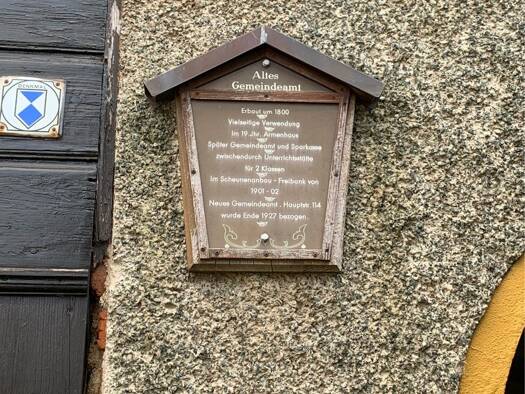 DENKMAL
Altes
Gemeindeamt
Erbaut um 1800
Vielseitige Verwendung
Im 19.Jhr. Armenhaus
Später Gemeindeamt und Sparkasse
zwischendurch Unterrichtsstätte
für 2 Klassen
Im Scheunenanbau - Freibank von
1901 - 02
Neues Gemeindeamt , Hauptstr. 114
wurde Ende 1927 bezogen.